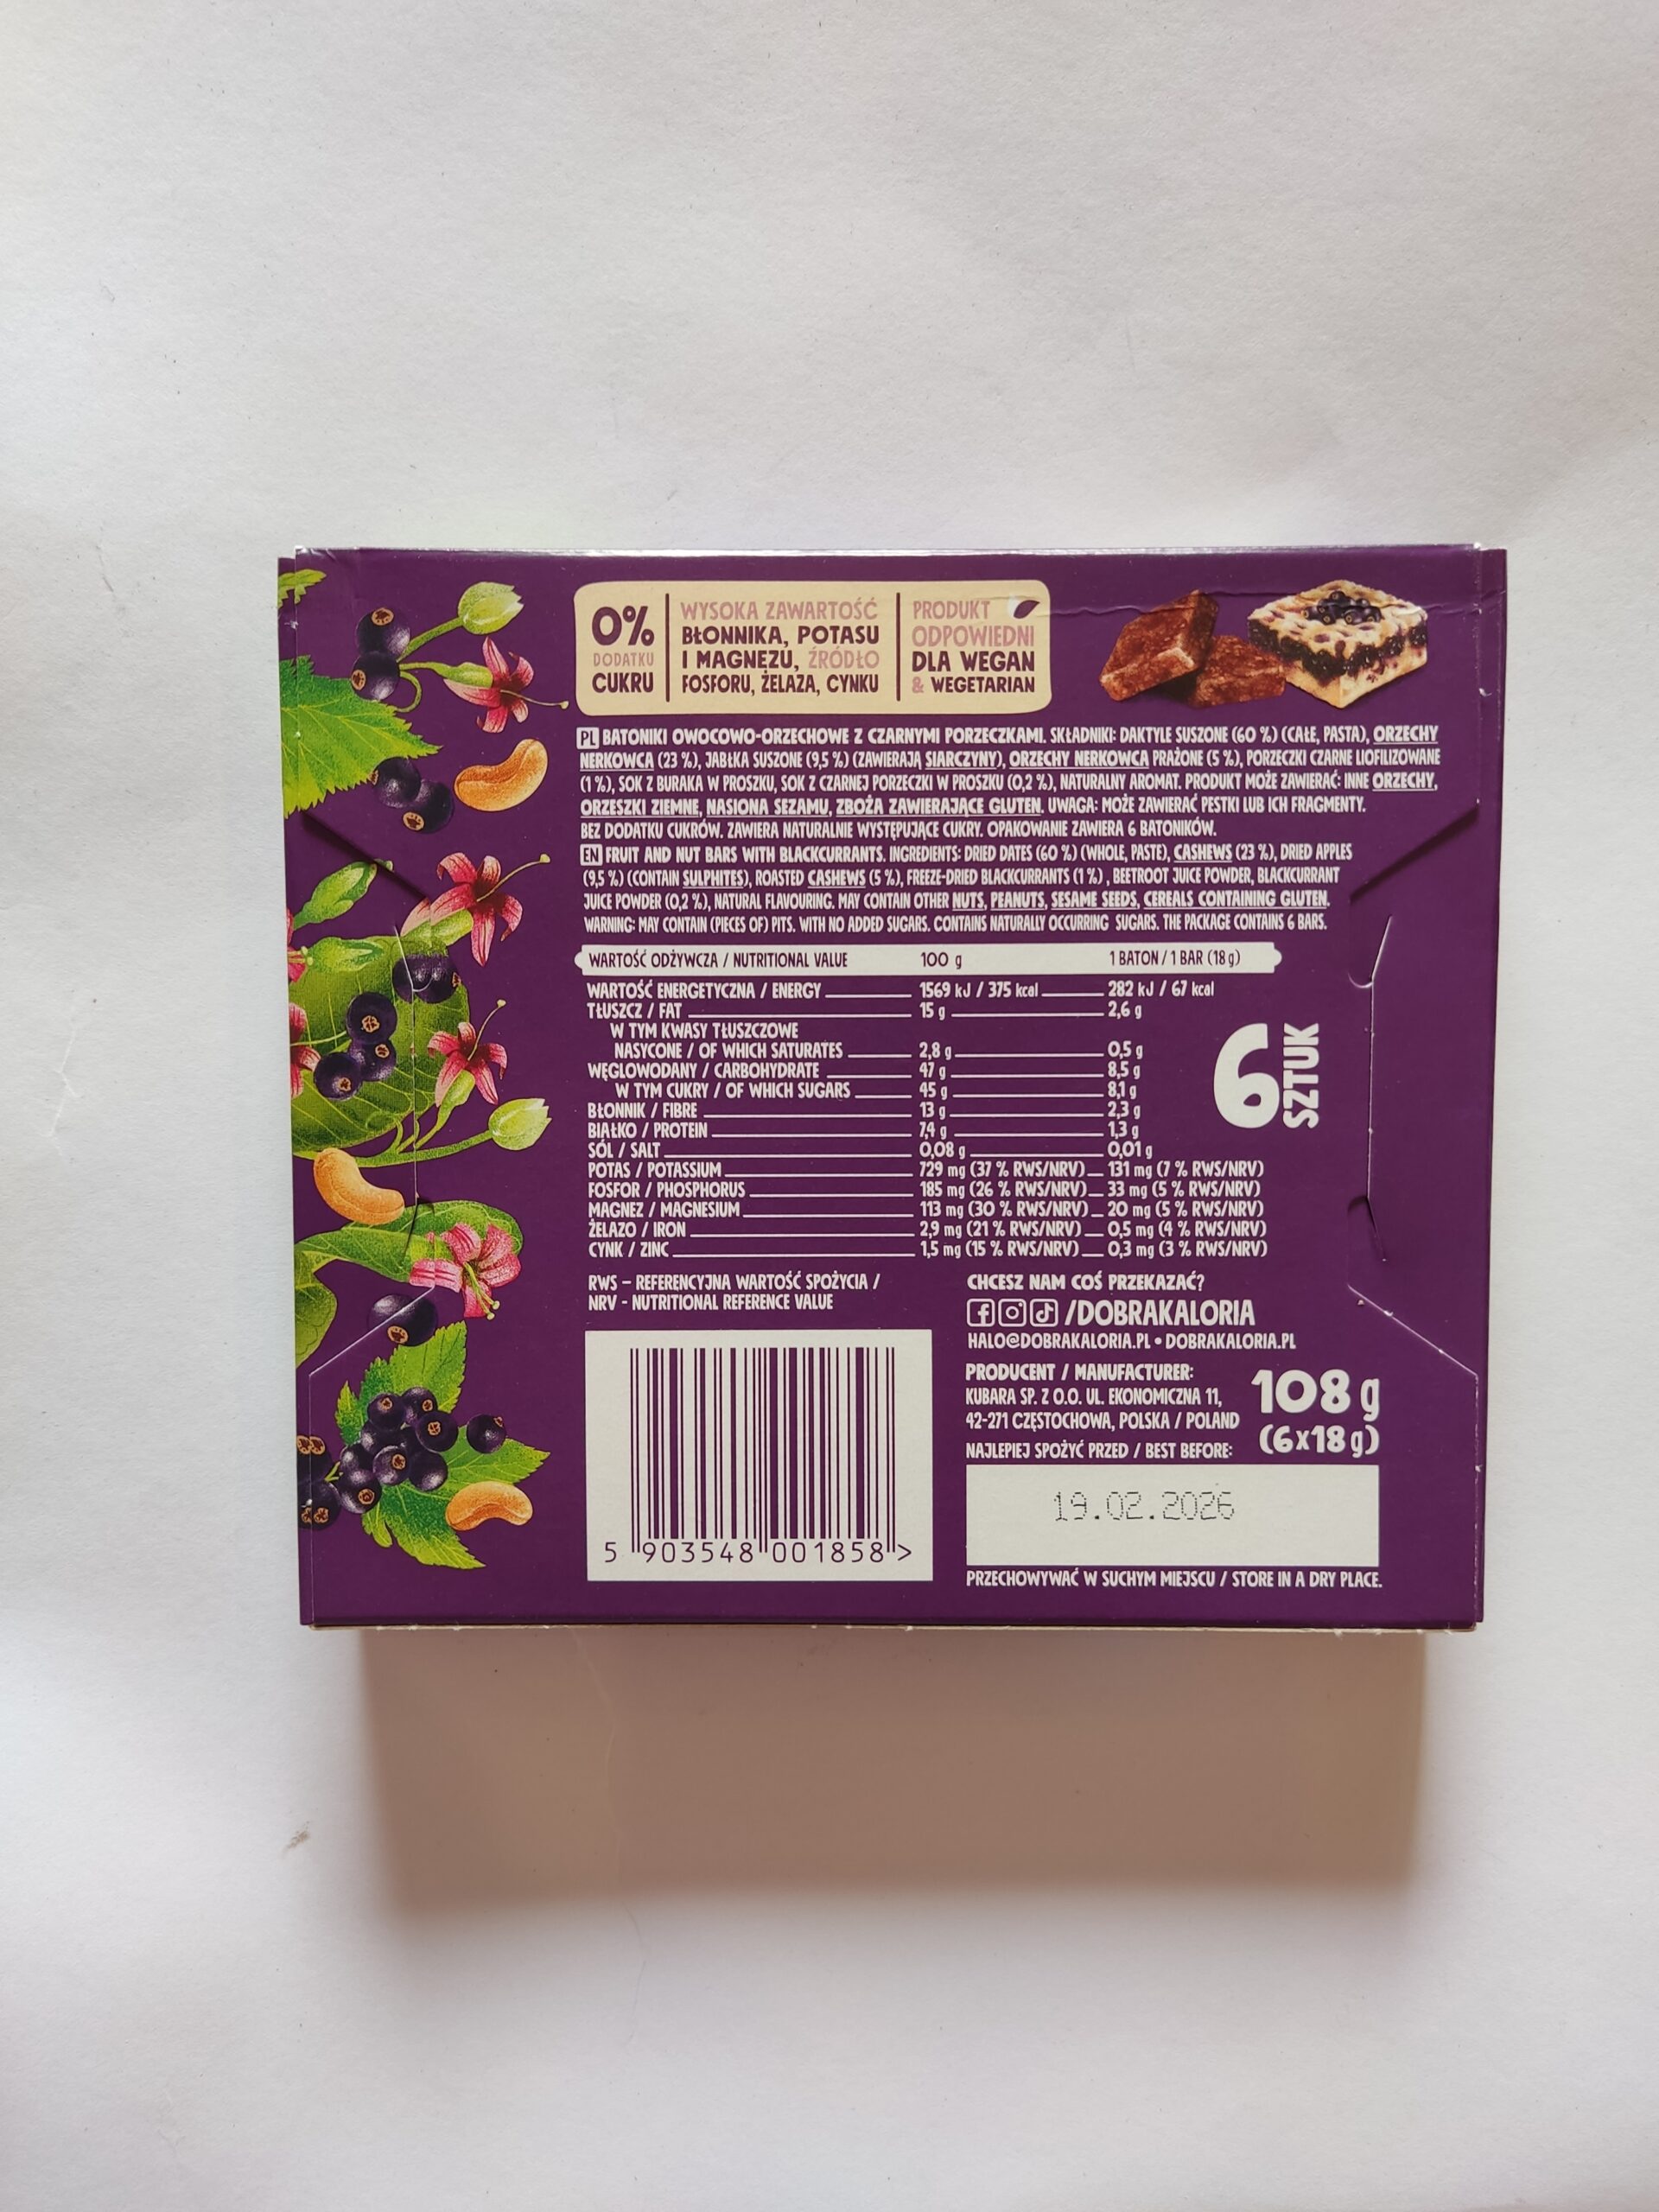 0% DODATKU CUKRU
WYSOKA ZAWARTOŚĆ
BŁONNIKA, POTASU
I MAGNEZU, ŹRÓDŁO
FOSFORU, ŻELAZA, CYNKU
PRODUKT
ODPOWIEDNI
DLA WEGAN
& WEGETARIAN
PL BATONIKI OWOCOWO-ORZECHOWE Z CZARNYMI PORZECZKAMI. SKŁADNIKI: DAKTYLE SUSZONE (60 %) (CAŁE, PASTA), ORZECHY
NERKOWCA (23 %), JABŁKA SUSZONE (9,5 %) (ZAWIERAJĄ SIARCZYNY), ORZECHY NERKOWCA PRAŻONE (5 %), PORZECZKI CZARNE LIOFILIZOWANE
(1 %), SOK Z BURAKA W PROSZKU, SOK Z CZARNEJ PORZECZKI W PROSZKU (0,2 %), NATURALNY AROMAT. PRODUKT MOŻE ZAWIERAĆ: INNE ORZECHY,
ORZESZKI ZIEMNE, NASIONA SEZAMU, ZBOŻA ZAWIERAJĄCE GLUTEN. UWAGA: MOŻE ZAWIERAĆ PESTKI LUB ICH FRAGMENTY.
BEZ DODATKU CUKRÓW. ZAWIERA NATURALNIE WYSTĘPUJĄCE CUKRY. OPAKOWANIE ZAWIERA 6 BATONIKÓW.
EN FRUIT AND NUT BARS WITH BLACKCURRANTS. INGREDIENTS: DRIED DATES (60 %) (WHOLE, PASTE), CASHEWS (23 %), DRIED APPLES
(9,5 %) (CONTAIN SULPHITES), ROASTED CASHEWS (5 %), FREEZE-DRIED BLACKCURRANTS (1 %) , BEETROOT JUICE POWDER, BLACKCURRANT
JUICE POWDER (0,2 %), NATURAL FLAVOURING. MAY CONTAIN OTHER NUTS, PEANUTS, SESAME SEEDS, CEREALS CONTAINING GLUTEN.
WARNING: MAY CONTAIN (PIECES OF) PITS. WITH NO ADDED SUGARS. CONTAINS NATURALLY OCCURRING SUGARS. THE PACKAGE CONTAINS 6 BARS.
WARTOŚĆ ODŻYWCZA / NUTRITIONAL VALUE 100 g 1 BATON / 1 BAR (18 g)
WARTOŚĆ ENERGETYCZNA / ENERGY 1569 kJ / 375 kcal 282 kJ / 67 kcal
TŁUSZCZ / FAT 15 g 2,6 g
W TYM KWASY TŁUSZCZOWE
NASYCONE / OF WHICH SATURATES 2,8 g 0,5 g
WĘGLOWODANY / CARBOHYDRATE 47 g 8,5 g
W TYM CUKRY / OF WHICH SUGARS 45 g 8,1 g
BŁONNIK / FIBRE 13 g 2,3 g
BIAŁKO / PROTEIN 7,4 g 1,3 g
SÓL / SALT 0,08 g 0,01 g
POTAS / POTASSIUM 729 mg (37 % RWS/NRV) 131 mg (7 % RWS/NRV)
FOSFOR / PHOSPHORUS 185 mg (26 % RWS/NRV) 33 mg (5 % RWS/NRV)
MAGNEZ / MAGNESIUM 113 mg (30 % RWS/NRV) 20 mg (5 % RWS/NRV)
ŻELAZO / IRON 2,9 mg (21 % RWS/NRV) 0,5 mg (4 % RWS/NRV)
CYNK / ZINC 1,5 mg (15 % RWS/NRV) 0,3 mg (3 % RWS/NRV)
6 SZTUK
RWS – REFERENCYJNA WARTOŚĆ SPOŻYCIA /
NRV - NUTRITIONAL REFERENCE VALUE
CHCESZ NAM COŚ PRZEKAZAĆ?
/DOBRAKALORIA
HALO@DOBRAKALORIA.PL • DOBRAKALORIA.PL
PRODUCENT / MANUFACTURER:
KUBARA SP. Z O.O. UL. EKONOMICZNA 11,
42-271 CZĘSTOCHOWA, POLSKA / POLAND
108 g
(6x18 g)
NAJLEPIEJ SPOŻYĆ PRZED / BEST BEFORE:
19.02.2026
PRZECHOWYWAĆ W SUCHYM MIEJSCU / STORE IN A DRY PLACE.
5 903548 001858 >